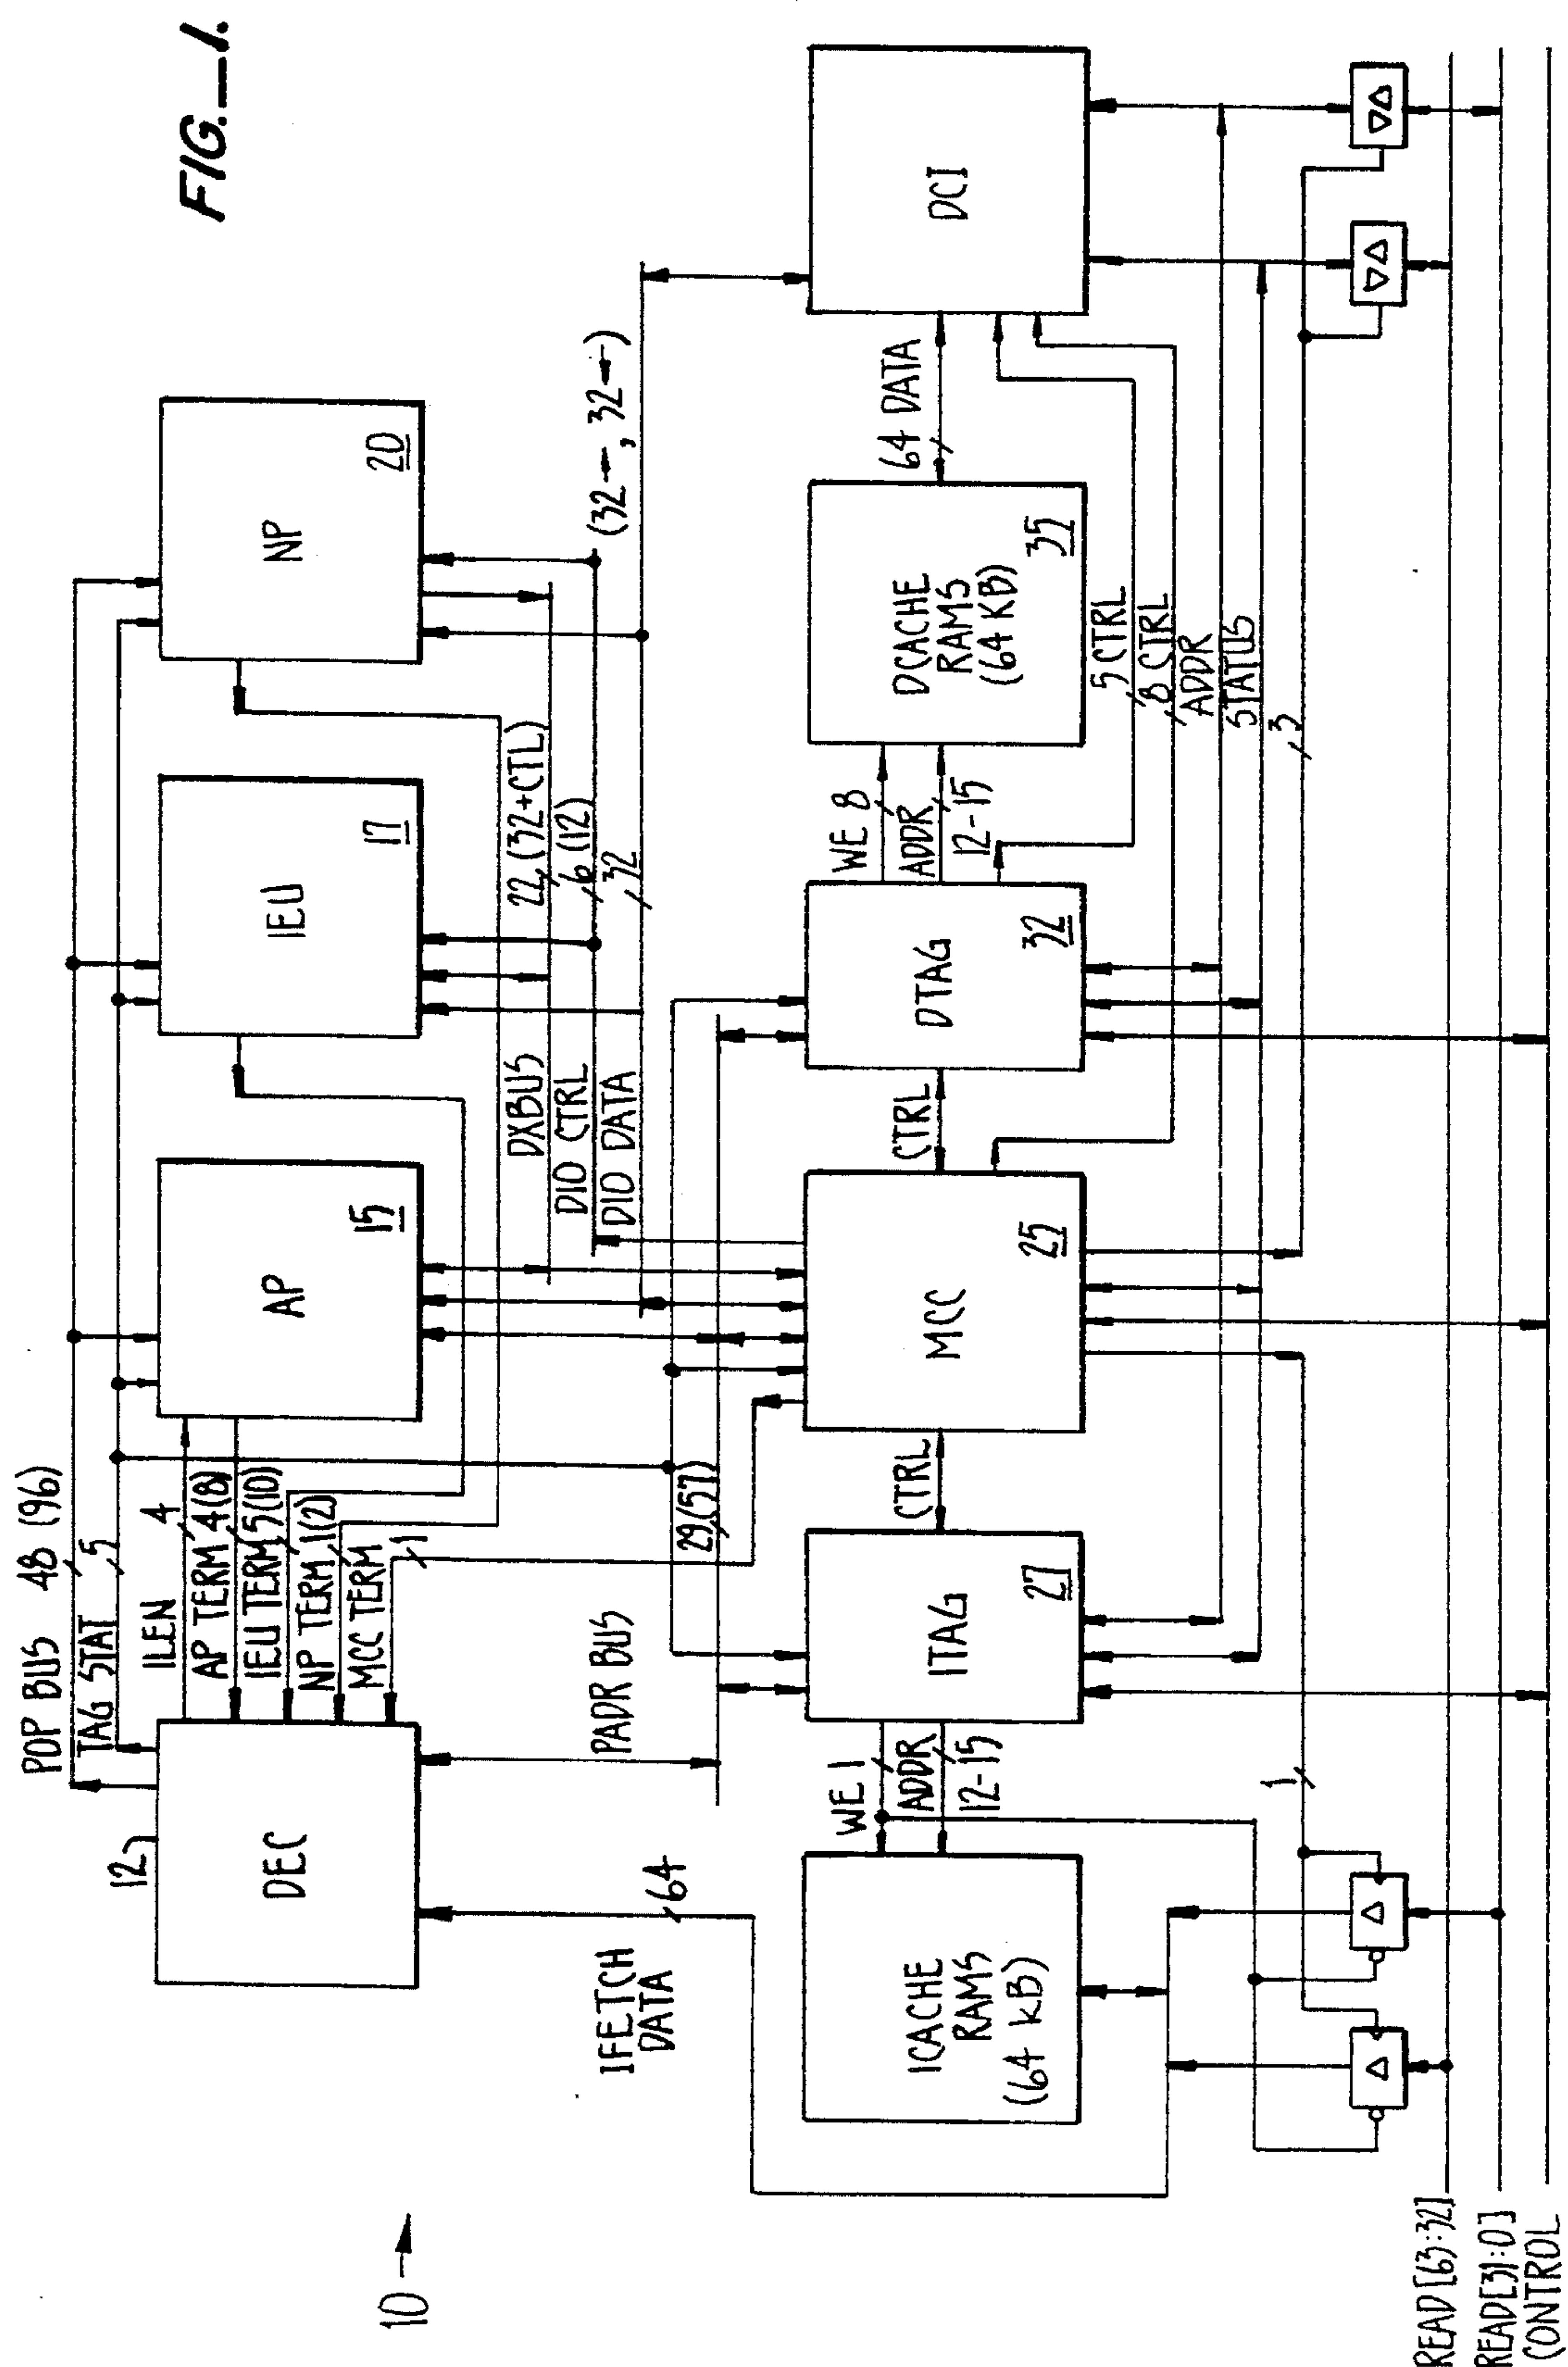 FIG._1.
10
12
POP BUS 48 (96)
TAG STAT 5
ILEN 4
AP TERM 4(8)
IEU TERM 5(10)
NP TERM 1(2)
MCC TERM 1
DEC
AP
15
IEU
17
NP
20
DXBUS 22,(32+CTL)
DIO CTRL 6(12)
DIO DATA 32
(32←, 32→)
PADR BUS
29,(57)
IFETCH
DATA
64
ICACHE
RAMS
(64 KB)
WE 1
ADDR
12-15
ITAG
27
CTRL
MCC
25
CTRL
DTAG
32
WE 8
ADDR
12-15
DCACHE
RAMS
(64 KB)
35
64 DATA
DCI
5 CTRL
8 CTRL
ADDR
STATUS
3
1
READ[63:32]
READ[31:0]
CONTROL